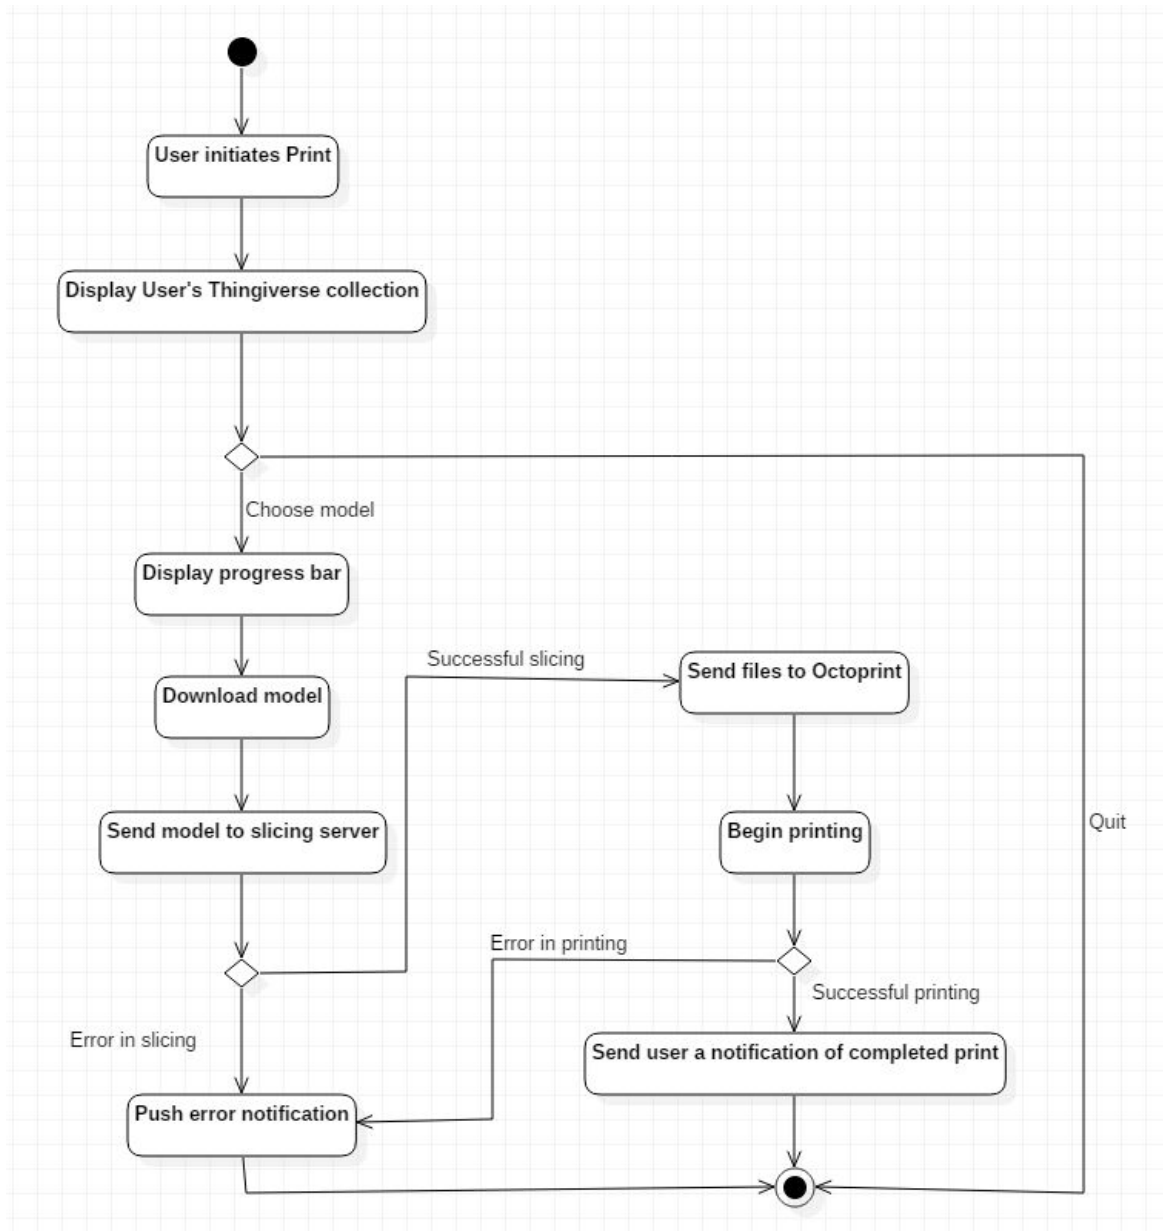 User initiates Print
Display User's Thingiverse collection
Choose model
Display progress bar
Successful slicing
Send files to Octoprint
Download model
Quit
Send model to slicing server
Begin printing
Error in printing
Successful printing
Error in slicing
Send user a notification of completed print
Push error notification